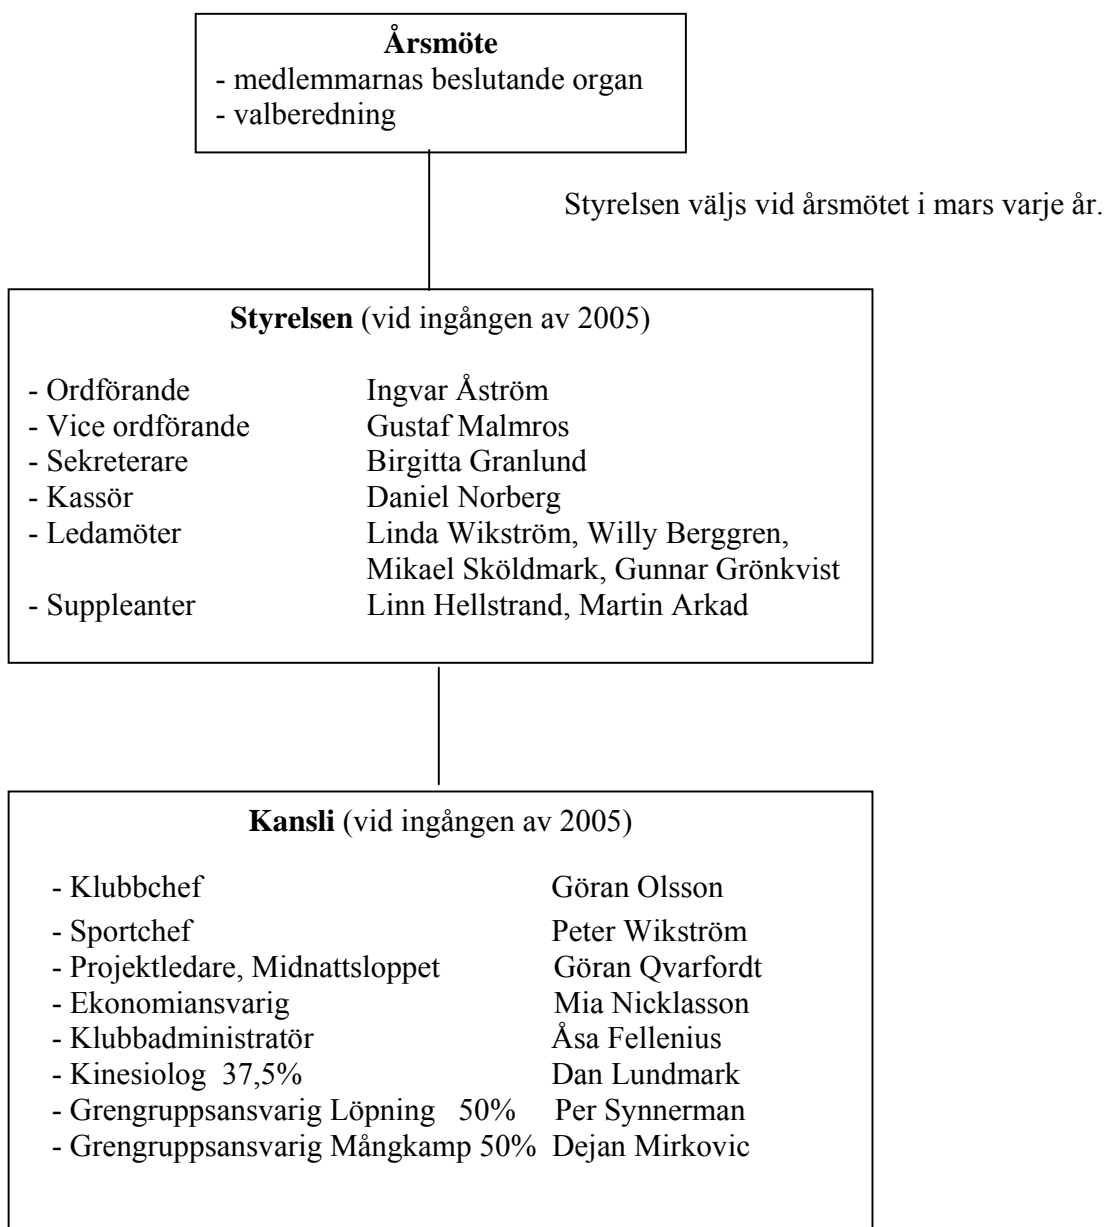 Årsmöte
- medlemmarnas beslutande organ
- valberedning
Styrelsen väljs vid årsmötet i mars varje år.
Styrelsen (vid ingången av 2005)
- Ordförande Ingvar Åström
- Vice ordförande Gustaf Malmros
- Sekreterare Birgitta Granlund
- Kassör Daniel Norberg
- Ledamöter Linda Wikström, Willy Berggren,
Mikael Sköldmark, Gunnar Grönkvist
- Suppleanter Linn Hellstrand, Martin Arkad
Kansli (vid ingången av 2005)
- Klubbchef Göran Olsson
- Sportchef Peter Wikström
- Projektledare, Midnattsloppet Göran Qvarfordt
- Ekonomiansvarig Mia Nicklasson
- Klubbadministratör Åsa Fellenius
- Kinesiolog 37,5% Dan Lundmark
- Grengruppsansvarig Löpning 50% Per Synnerman
- Grengruppsansvarig Mångkamp 50% Dejan Mirkovic